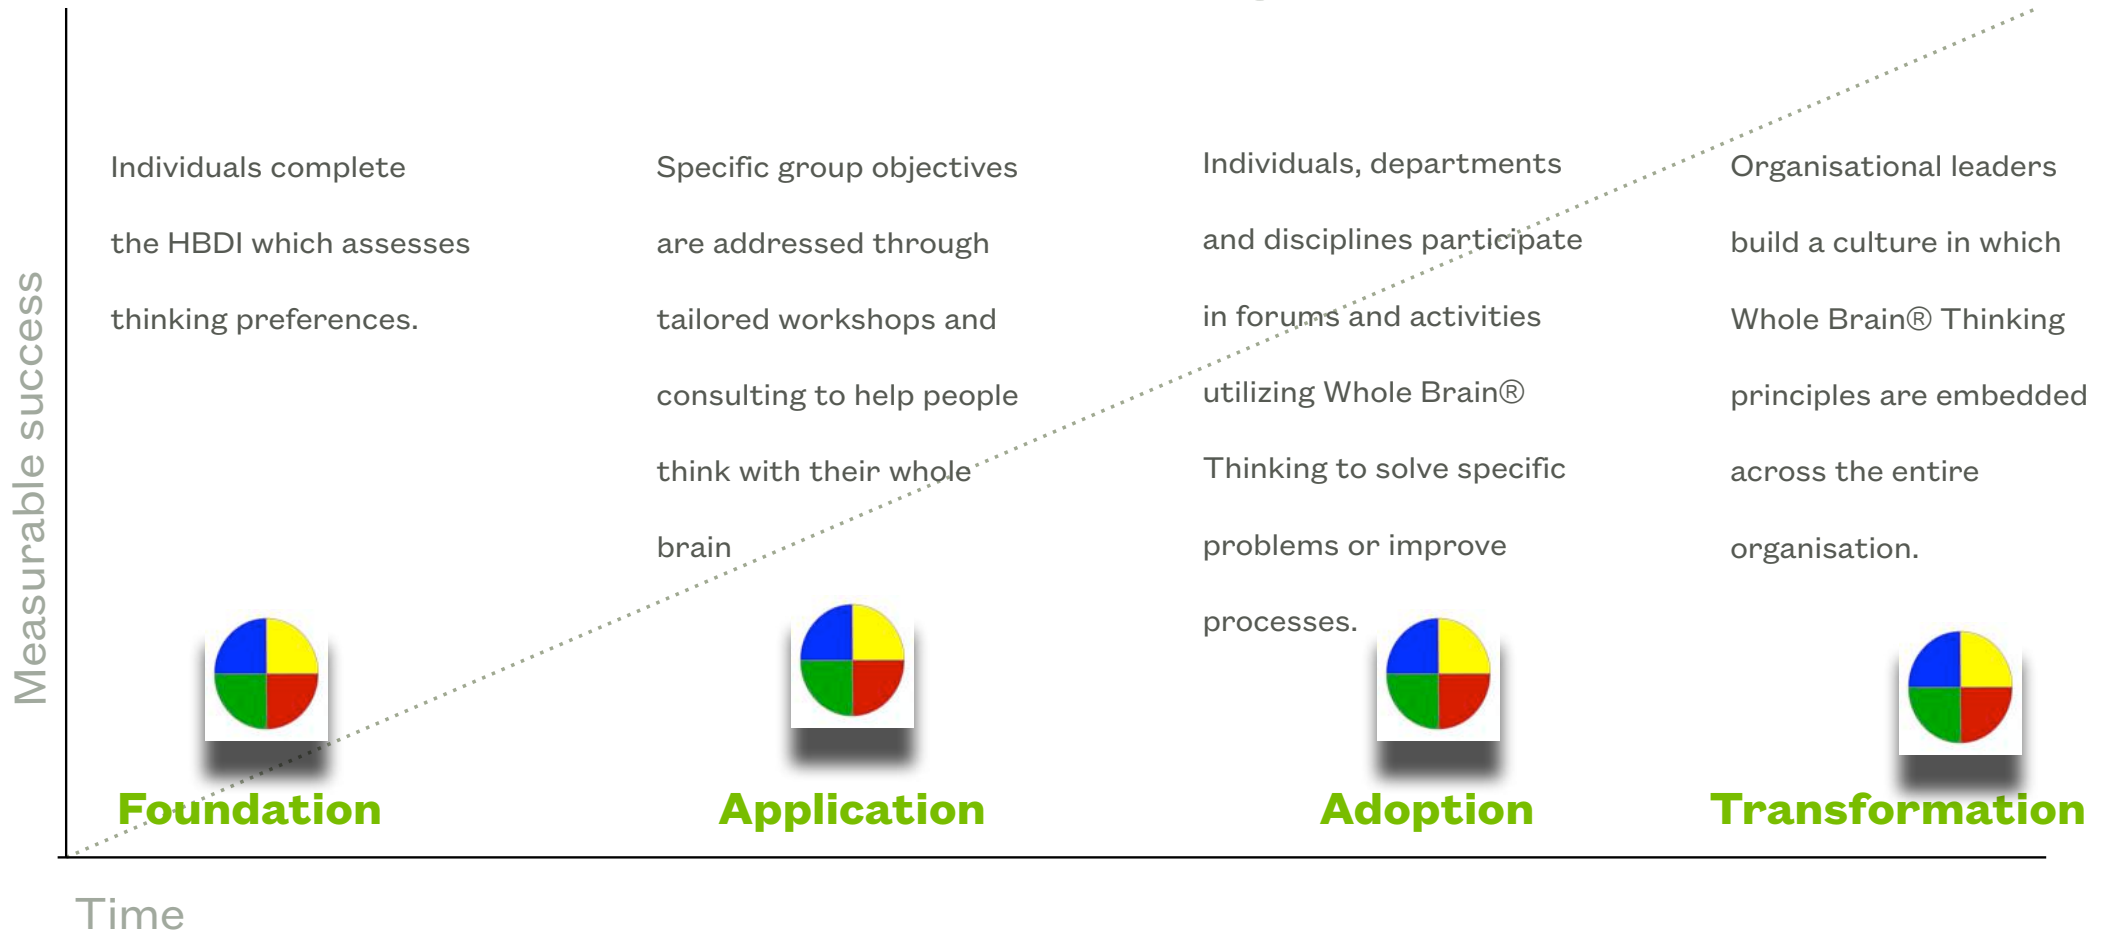 Measurable success
Individuals complete
the HBDI which assesses
thinking preferences.
Specific group objectives
are addressed through
tailored workshops and
consulting to help people
think with their whole
brain
Individuals, departments
and disciplines participate
in forums and activities
utilizing Whole Brain®
Thinking to solve specific
problems or improve
processes.
Organisational leaders
build a culture in which
Whole Brain® Thinking
principles are embedded
across the entire
organisation.
Foundation
Application
Adoption
Transformation
Time